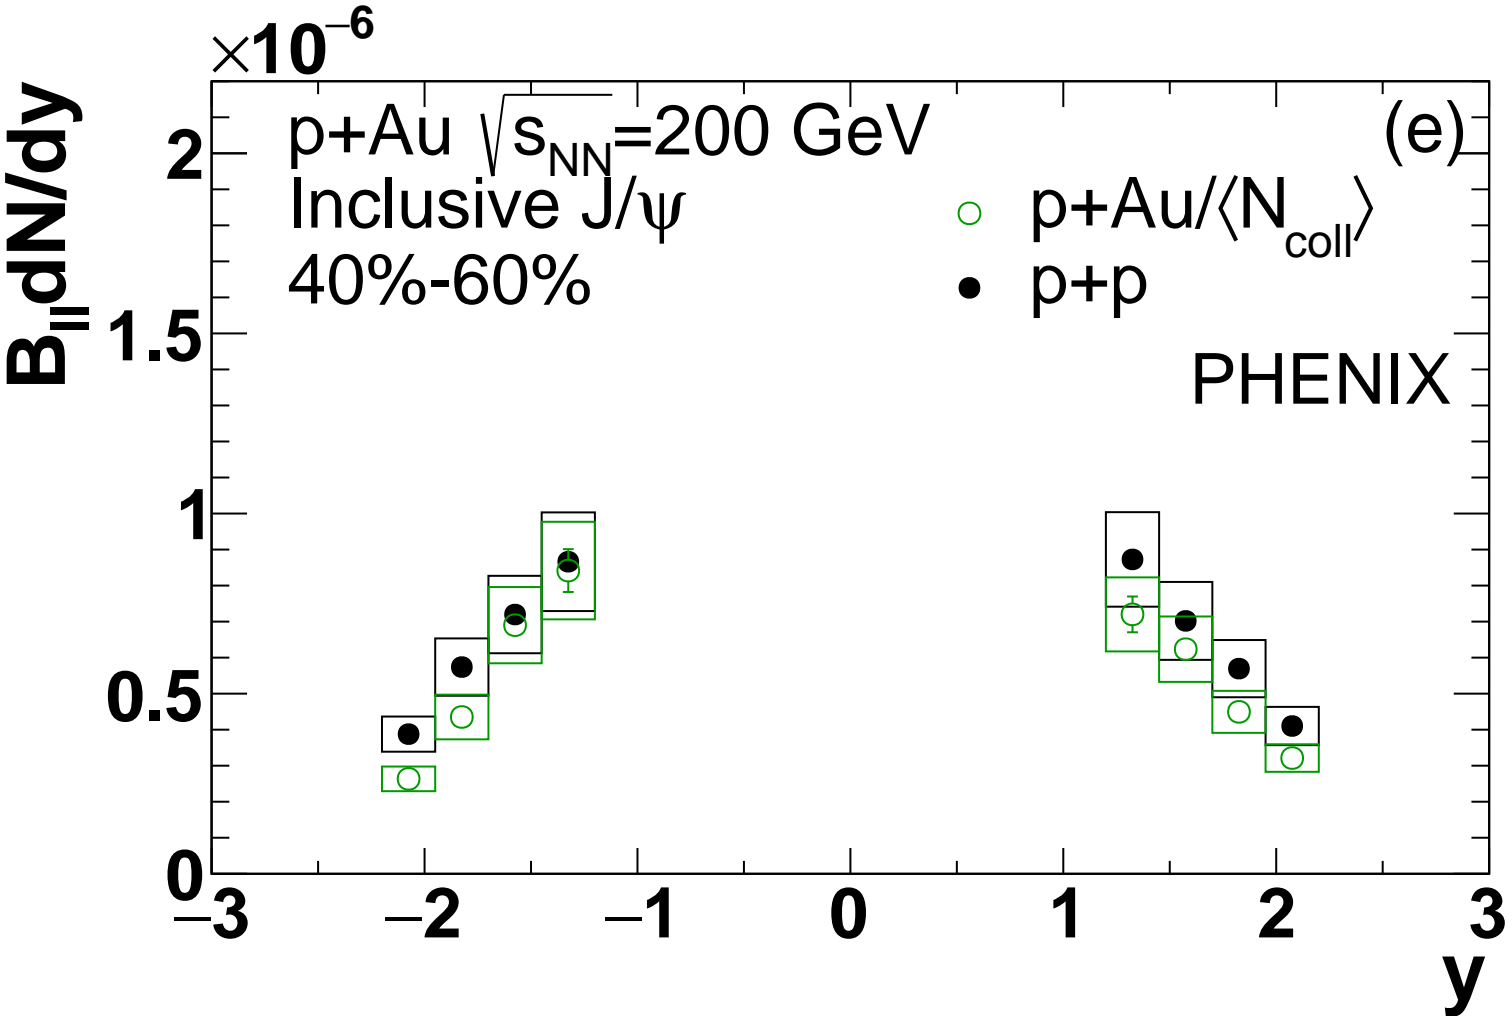 ×10⁻⁶
B_ll dN/dy
p+Au √s_NN=200 GeV
(e)
Inclusive J/ψ
40%-60%
p+Au/⟨N_coll⟩
p+p
PHENIX
2
1.5
1
0.5
0
−3 −2 −1 0 1 2 3
y